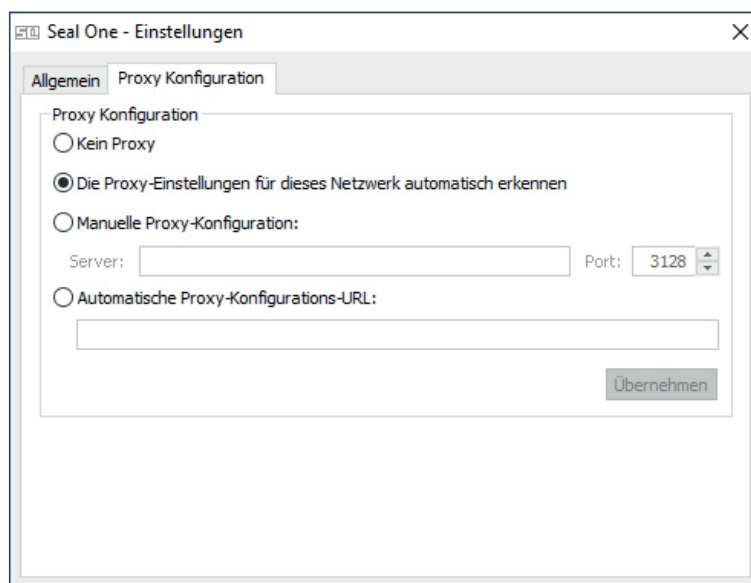 Seal One - Einstellungen
Allgemein Proxy Konfiguration
Proxy Konfiguration
Kein Proxy
Die Proxy-Einstellungen für dieses Netzwerk automatisch erkennen
Manuelle Proxy-Konfiguration:
Server: Port: 3128
Automatische Proxy-Konfigurations-URL:
Übernehmen